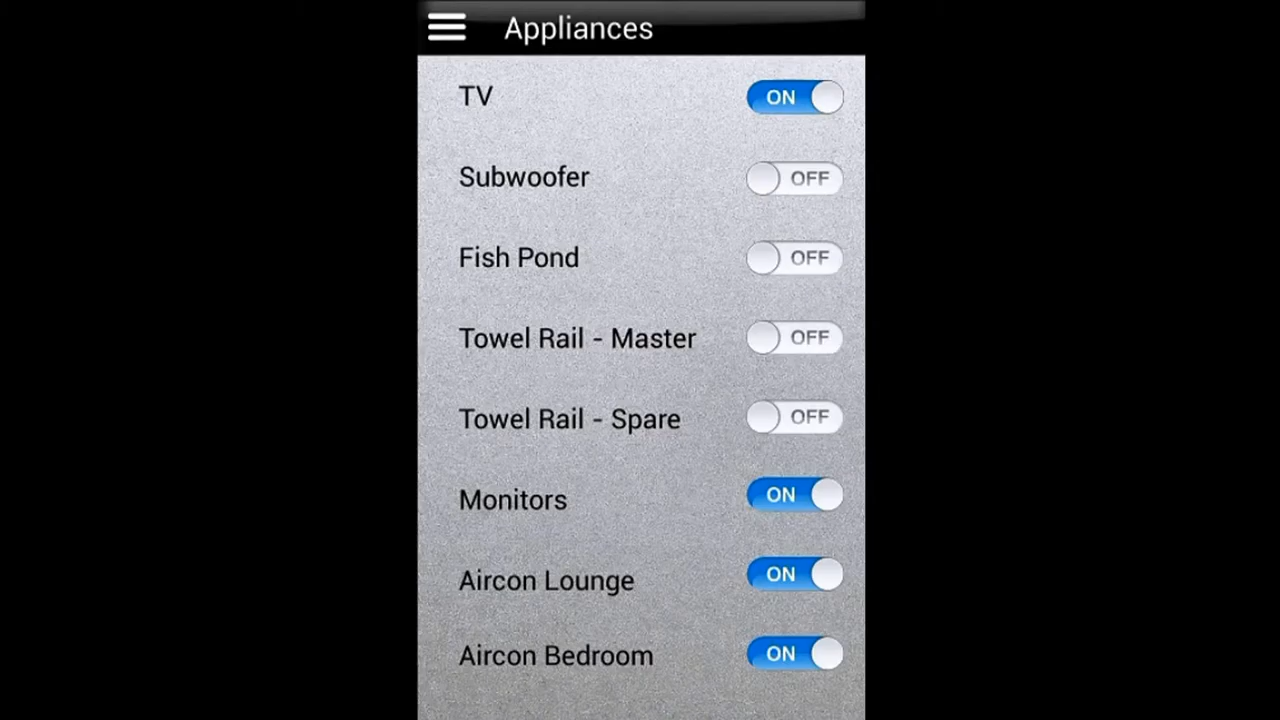 Appliances
TV ON
Subwoofer OFF
Fish Pond OFF
Towel Rail - Master OFF
Towel Rail - Spare OFF
Monitors ON
Aircon Lounge ON
Aircon Bedroom ON